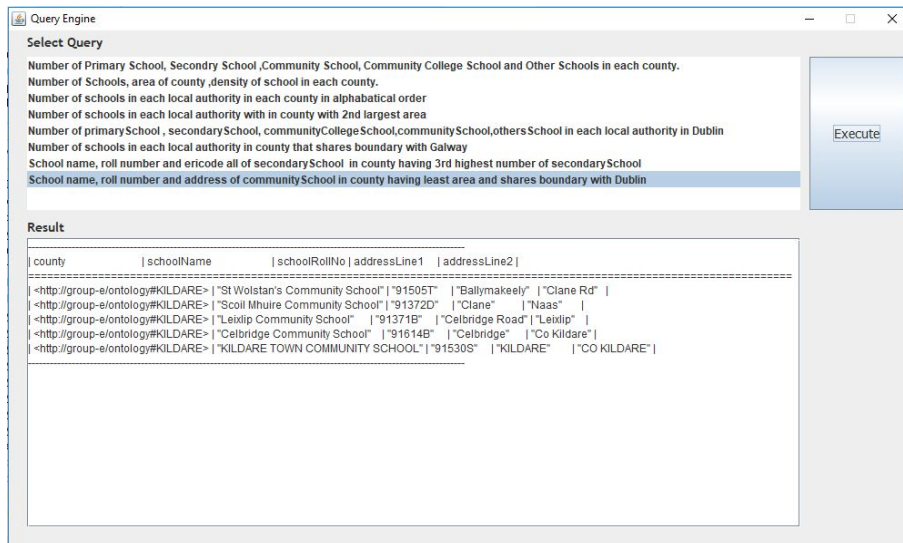 Query Engine
Select Query
Number of Primary School, Secondry School ,Community School, Community College School and Other Schools in each county.
Number of Schools, area of county ,density of school in each county.
Number of schools in each local authority in each county in alphabatical order
Number of schools in each local authority with in county with 2nd largest area
Number of primarySchool , secondarySchool, communityCollegeSchool,communitySchool,othersSchool in each local authority in Dublin
Number of schools in each local authority in county that shares boundary with Galway
School name, roll number and ericode all of secondarySchool in county having 3rd highest number of secondarySchool
School name, roll number and address of communitySchool in county having least area and shares boundary with Dublin
Execute
Result
| county | schoolName | schoolRollNo | addressLine1 | addressLine2 |
| <http://group-e/ontology#KILDARE> | "St Wolstan's Community School" | "91505T" | "Ballymakeely" | "Clane Rd" |
| <http://group-e/ontology#KILDARE> | "Scoil Mhuire Community School" | "91372D" | "Clane" | "Naas" |
| <http://group-e/ontology#KILDARE> | "Leixlip Community School" | "91371B" | "Celbridge Road" | "Leixlip" |
| <http://group-e/ontology#KILDARE> | "Celbridge Community School" | "91614B" | "Celbridge" | "Co Kildare" |
| <http://group-e/ontology#KILDARE> | "KILDARE TOWN COMMUNITY SCHOOL" | "91530S" | "KILDARE" | "CO KILDARE" |